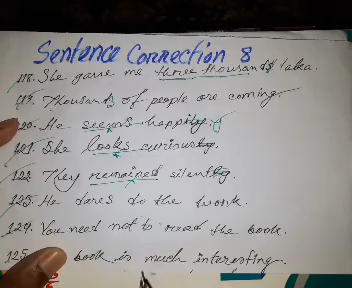 Sentence Connection 8
118. She gave me three thousands taka.
119. Thousands of people are coming
120. He seems happily y
121. She looks curiously.
122. They remained silently.
123. He dares do the work.
124. You need not to read the book.
125. book is much interesting.